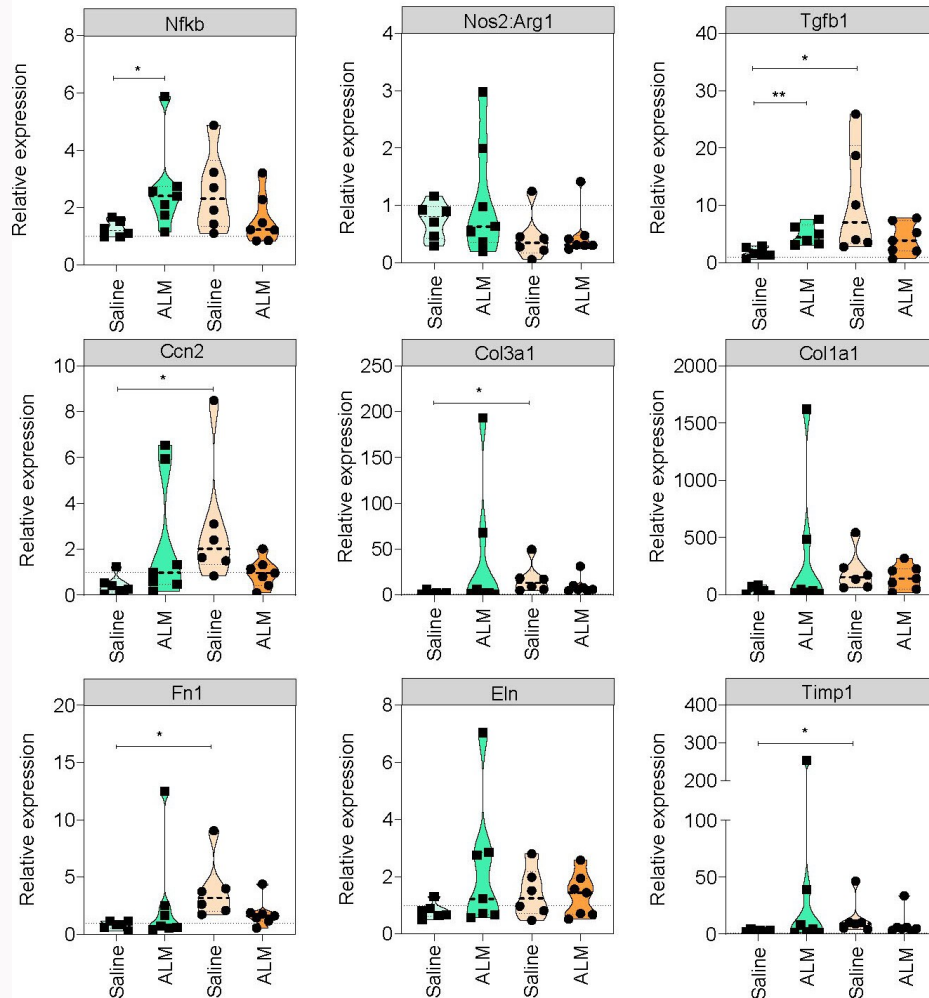 Nfkb
Relative expression
8
6
4
2
0
*
Saline
ALM
Saline
ALM
Nos2:Arg1
Relative expression
4
3
2
1
0
Saline
ALM
Saline
ALM
Tgfb1
Relative expression
40
30
20
10
0
*
**
Saline
ALM
Saline
ALM
Ccn2
Relative expression
10
8
6
4
2
0
*
Saline
ALM
Saline
ALM
Col3a1
Relative expression
250
200
150
100
50
0
*
Saline
ALM
Saline
ALM
Col1a1
Relative expression
2000
1500
1000
500
0
Saline
ALM
Saline
ALM
Fn1
Relative expression
20
15
10
5
0
*
Saline
ALM
Saline
ALM
Eln
Relative expression
8
6
4
2
0
Saline
ALM
Saline
ALM
Timp1
Relative expression
400
300
200
100
50
0
*
Saline
ALM
Saline
ALM